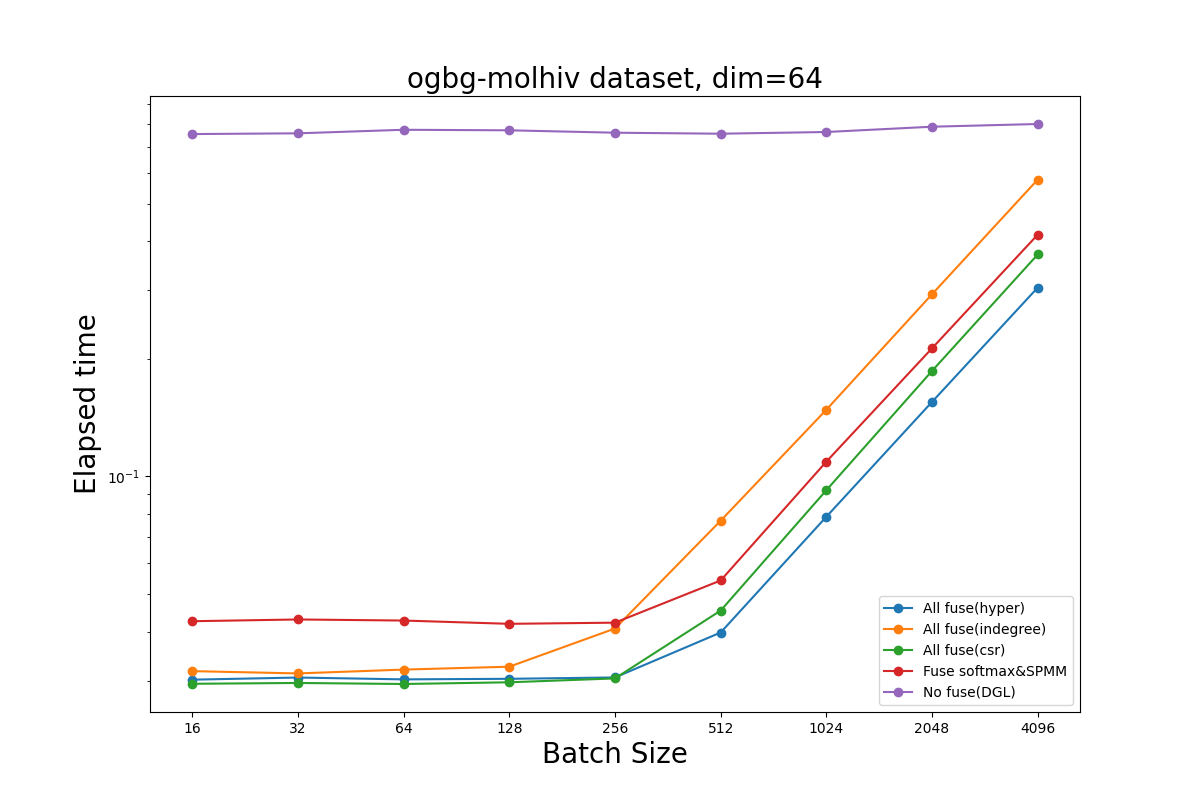 ogbg-molhiv dataset, dim=64
Elapsed time
10⁻¹
All fuse(hyper)
All fuse(indegree)
All fuse(csr)
Fuse softmax&SPMM
No fuse(DGL)
16 32 64 128 256 512 1024 2048 4096
Batch Size